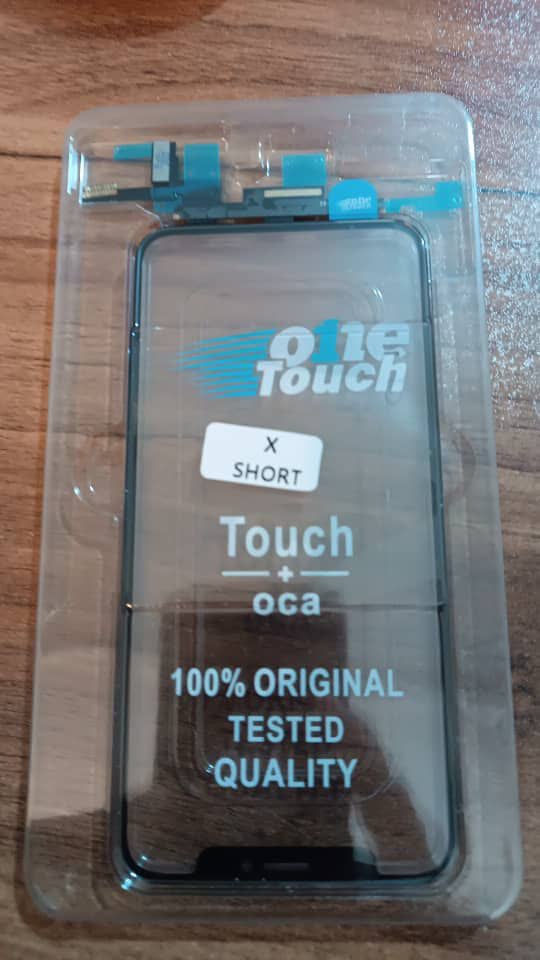 one
Touch
X
SHORT
Touch
+
oca
100% ORIGINAL
TESTED
QUALITY